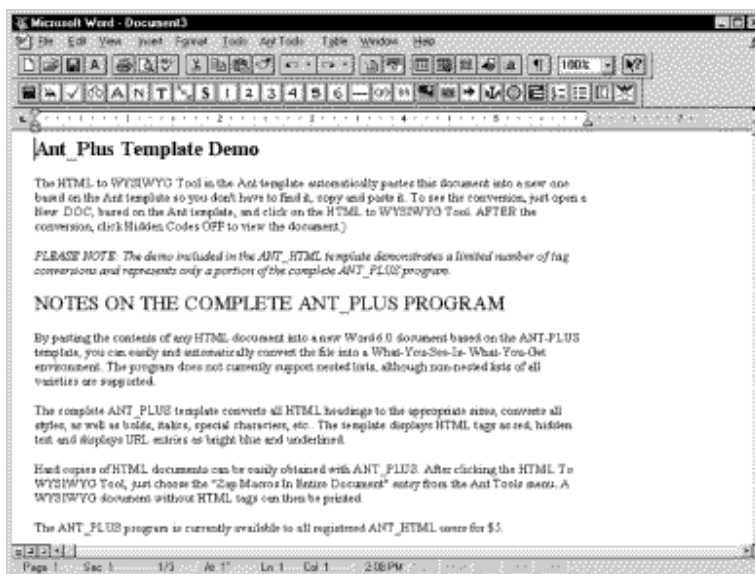 Microsoft Word - Document3
File Edit View Insert Format Tools Ant Tools Table Window Help
100%
A N T $ 1 2 3 4 5 6
Ant_Plus Template Demo
The HTML to WYSIWYG Tool in the Ant template automatically pastes this document into a new one
based on the Ant template so you don't have to find it, copy and paste it. To see the conversion, just open a
New .DOC, based on the Ant template, and click on the HTML to WYSIWYG Tool. AFTER the
conversion, click Hidden Codes OFF to view the document.)
PLEASE NOTE: The demo included in the ANT_HTML template demonstrates a limited number of tag
conversions and represents only a portion of the complete ANT_PLUS program.
NOTES ON THE COMPLETE ANT_PLUS PROGRAM
By pasting the contents of any HTML document into a new Word 6.0 document based on the ANT-PLUS
template, you can easily and automatically convert the file into a What-You-See-Is- What-You-Get
environment. The program does not currently support nested lists, although non-nested lists of all
varieties are supported.
The complete ANT_PLUS template converts all HTML headings to the appropriate sizes, converts all
styles, as well as bolds, italics, special characters, etc.. The template displays HTML tags as red, hidden
text and displays URL entries as bright blue and underlined.
Hard copies of HTML documents can be easily obtained with ANT_PLUS. After clicking the HTML To
WYSIWYG Tool, just choose the "Zap Macros In Entire Document" entry from the Ant Tools menu. A
WYSIWYG document without HTML tags can then be printed.
The ANT_PLUS program is currently available to all registered ANT_HTML users for $5.
Page 1 Sec 1 1/3 At 1" Ln 1 Col 1 2:08 PM